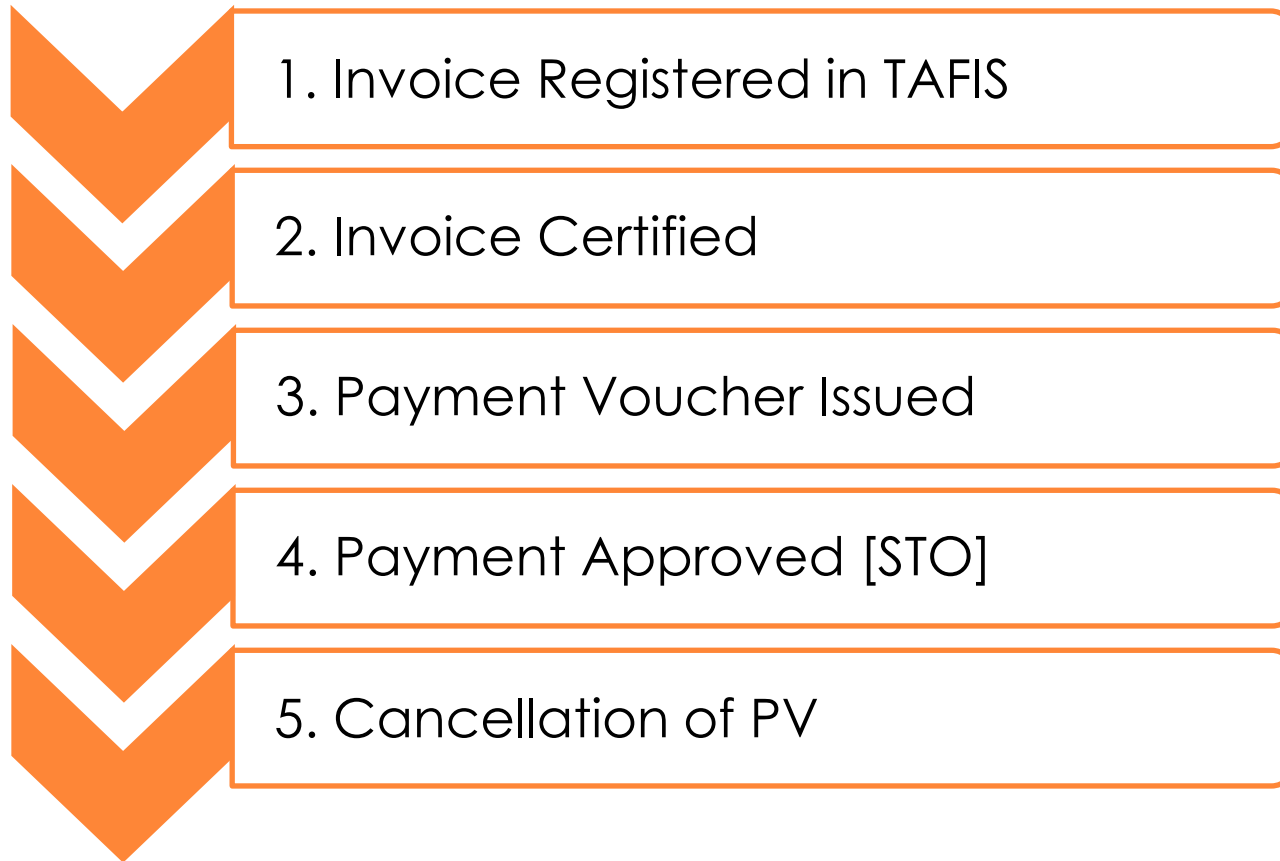 1. Invoice Registered in TAFIS
2. Invoice Certified
3. Payment Voucher Issued
4. Payment Approved [STO]
5. Cancellation of PV